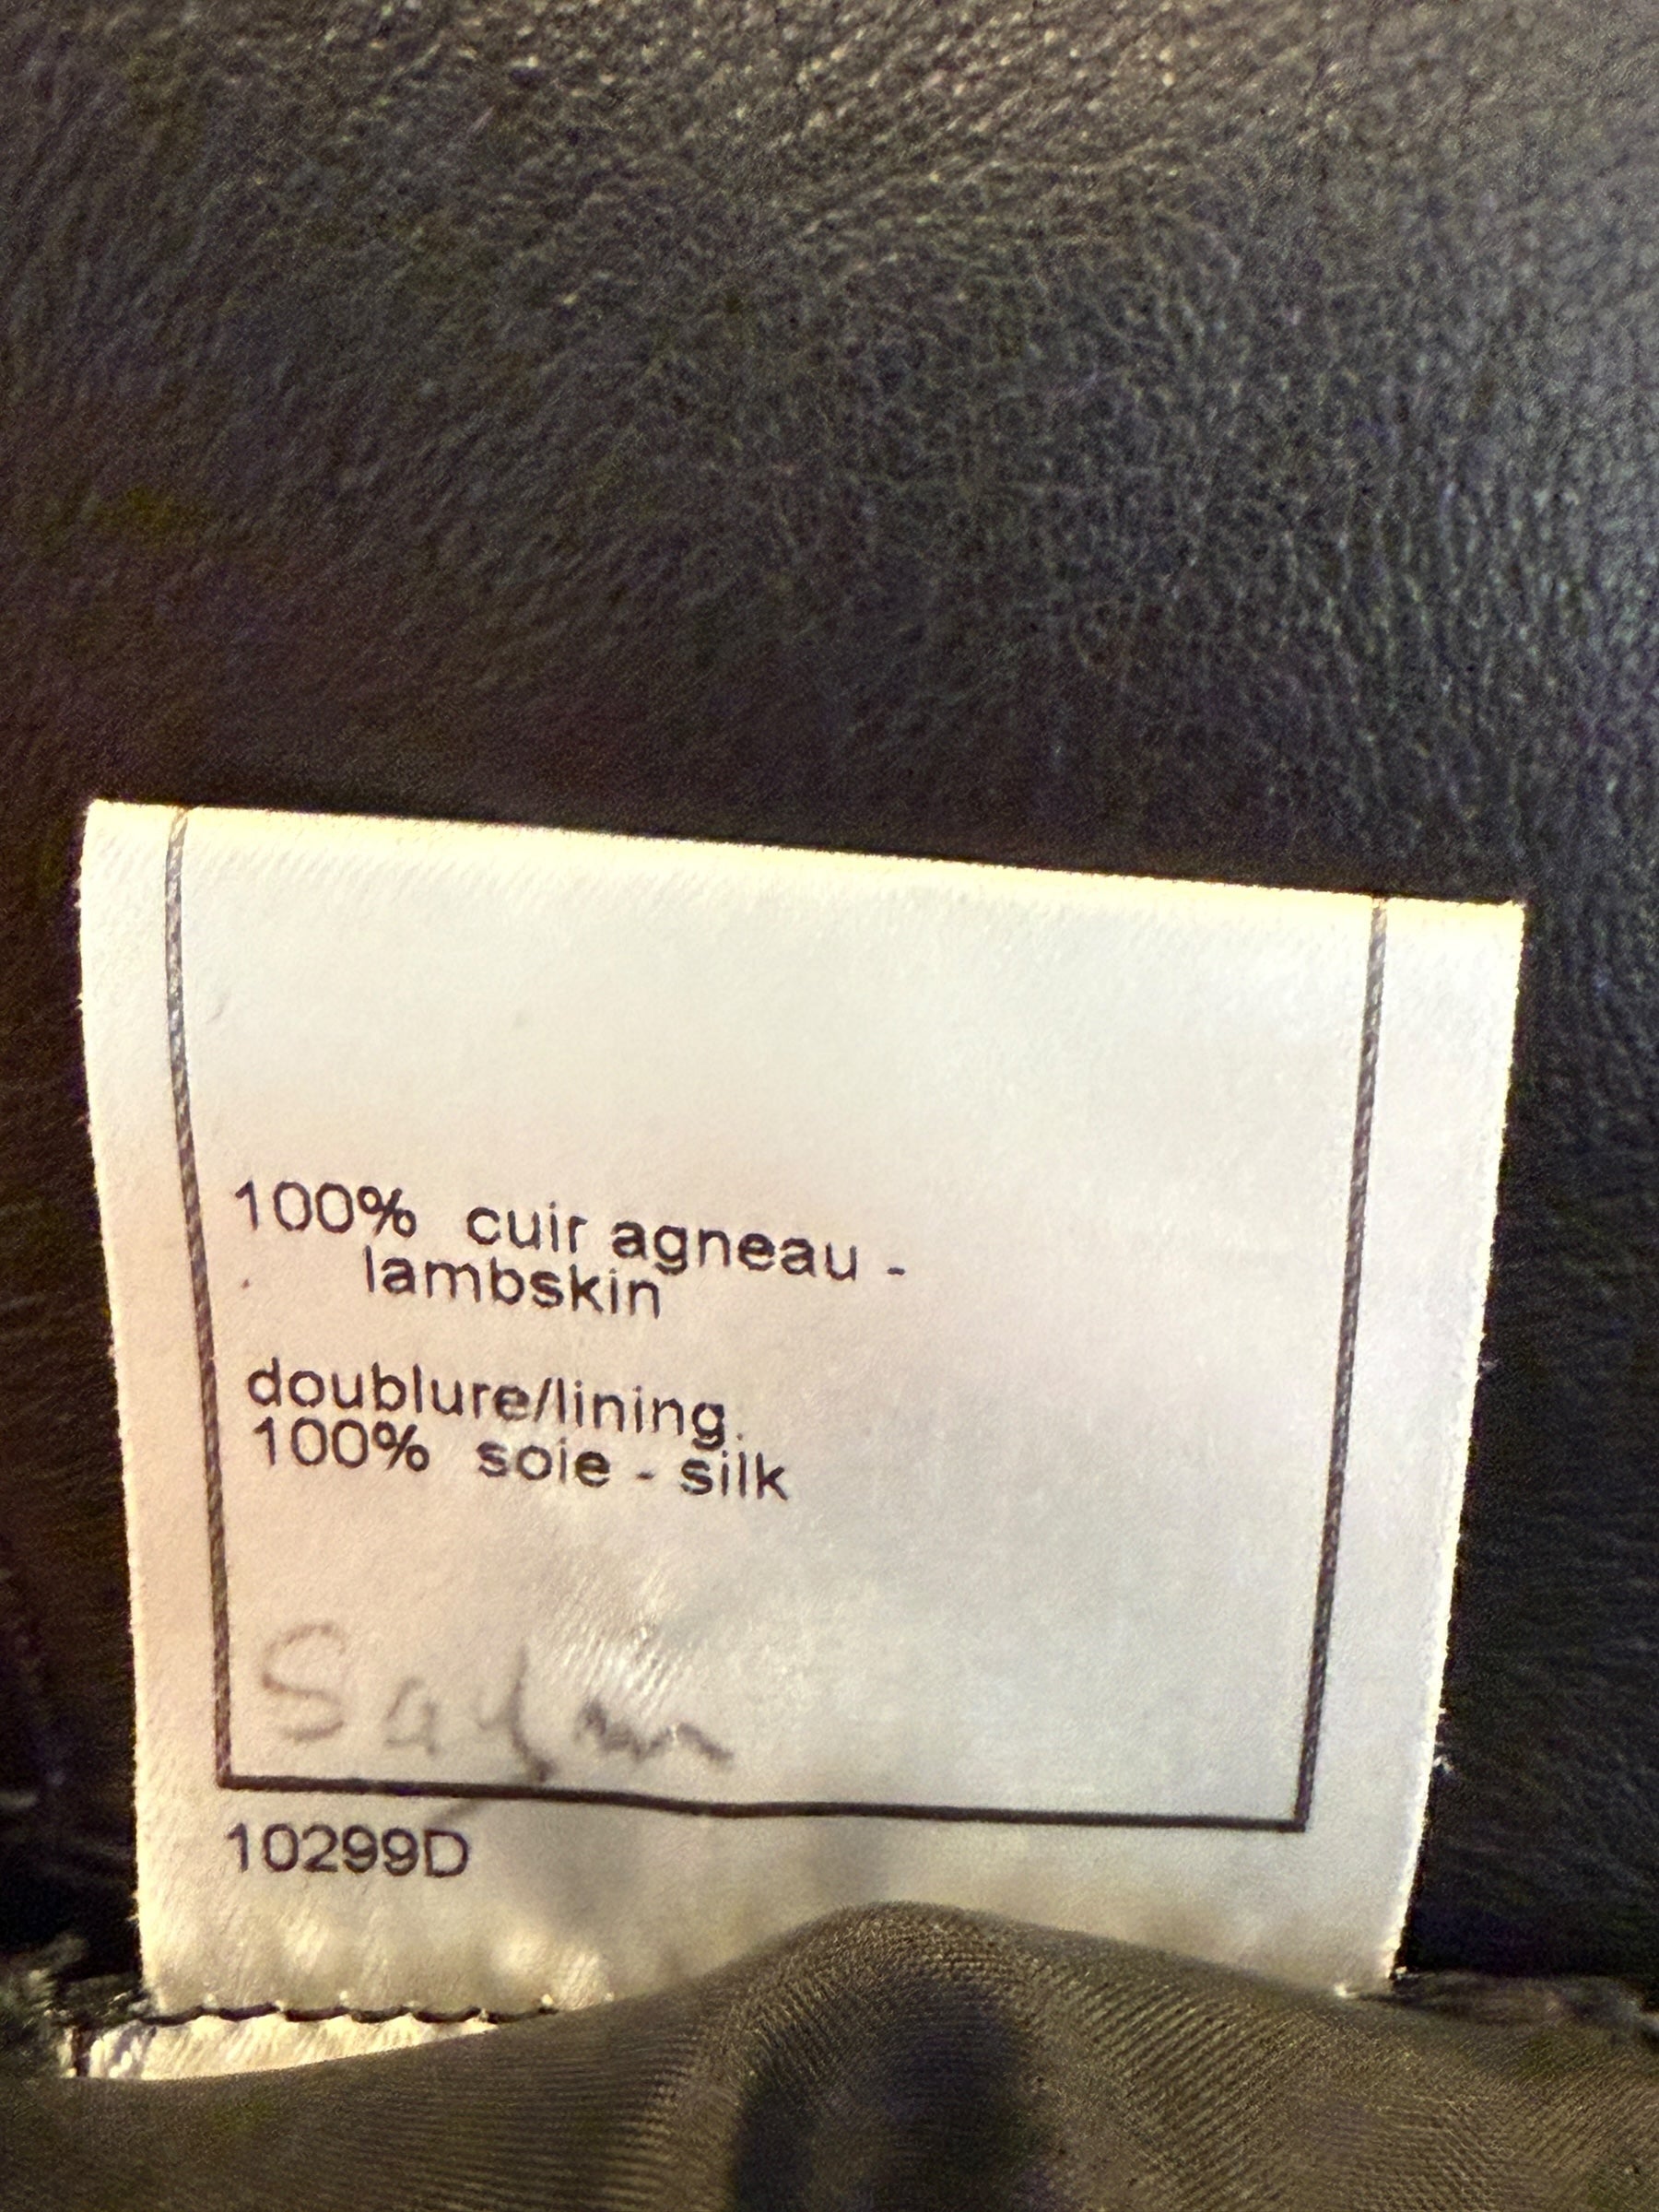 100% cuir agneau -
lambskin
doublure/lining.
100% soie - silk
10299D